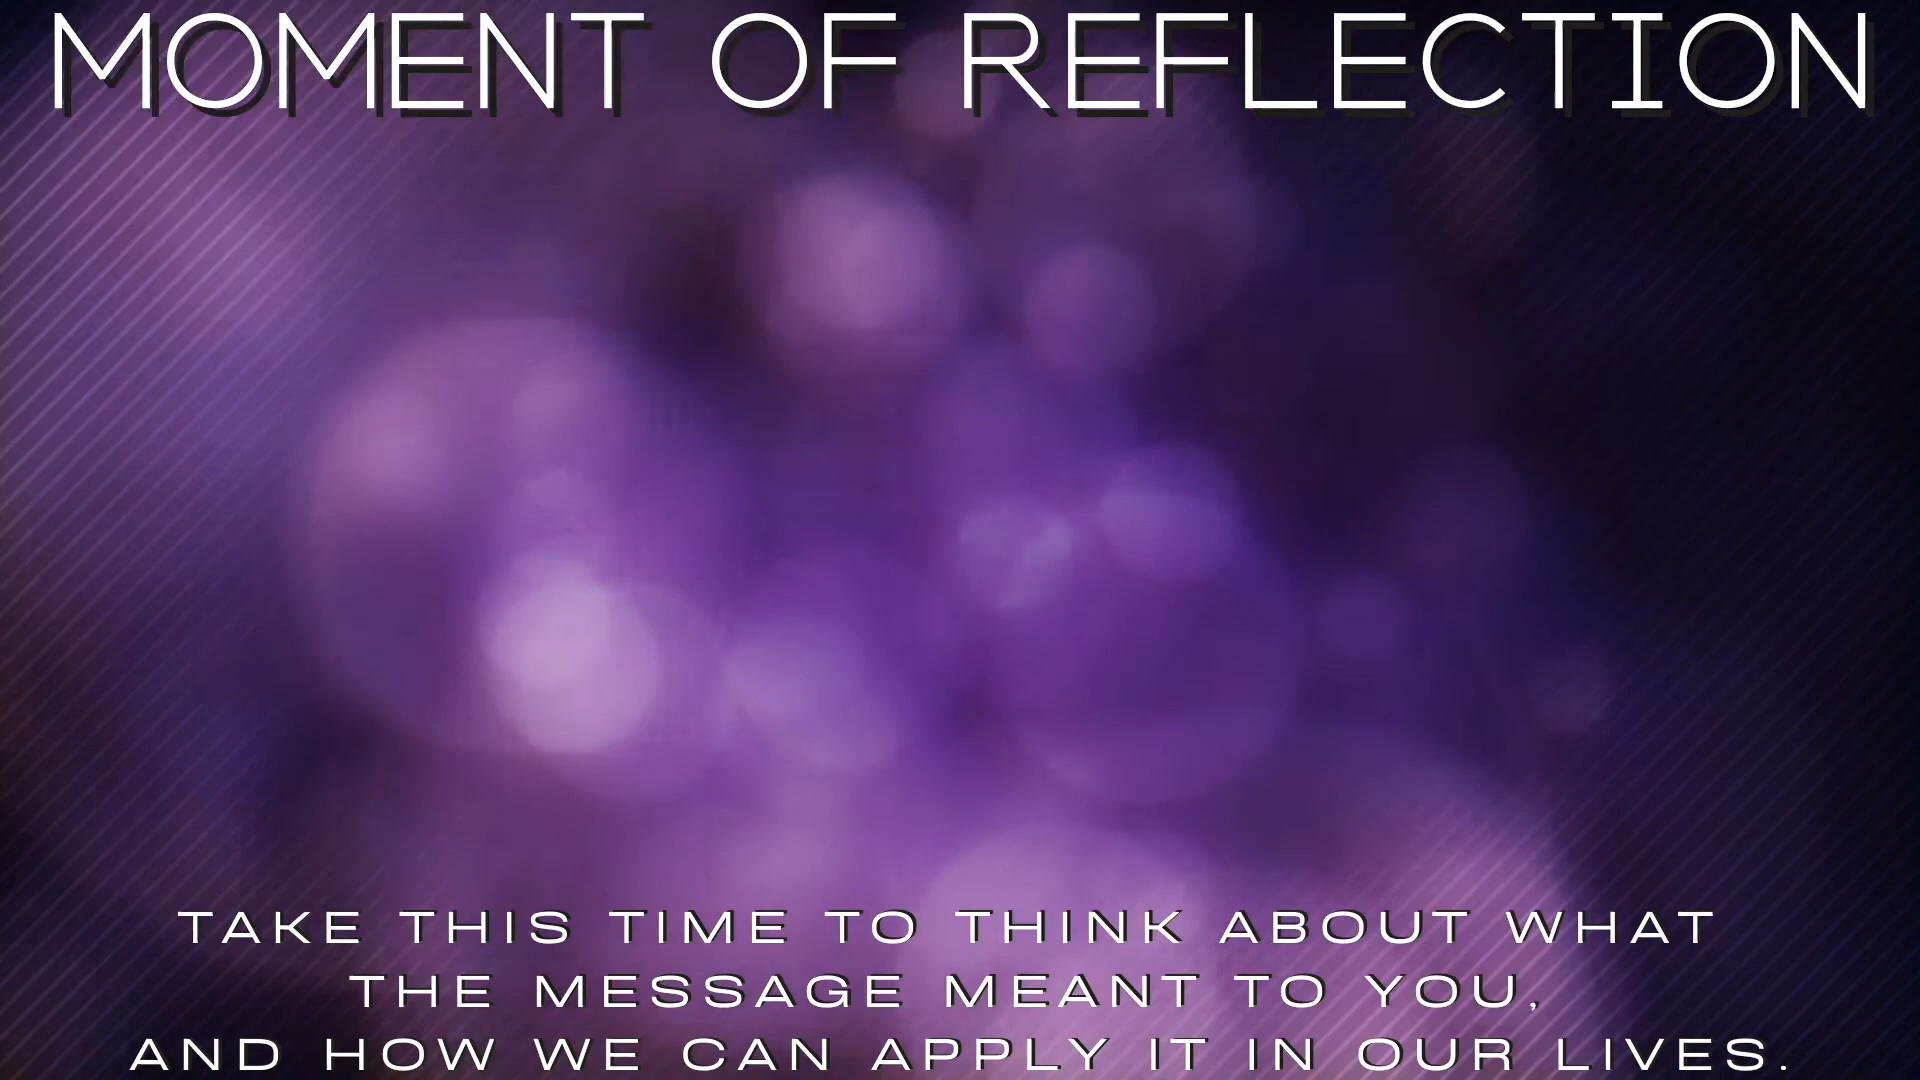 MOMENT OF REFLECTION
TAKE THIS TIME TO THINK ABOUT WHAT
THE MESSAGE MEANT TO YOU,
AND HOW WE CAN APPLY IT IN OUR LIVES.